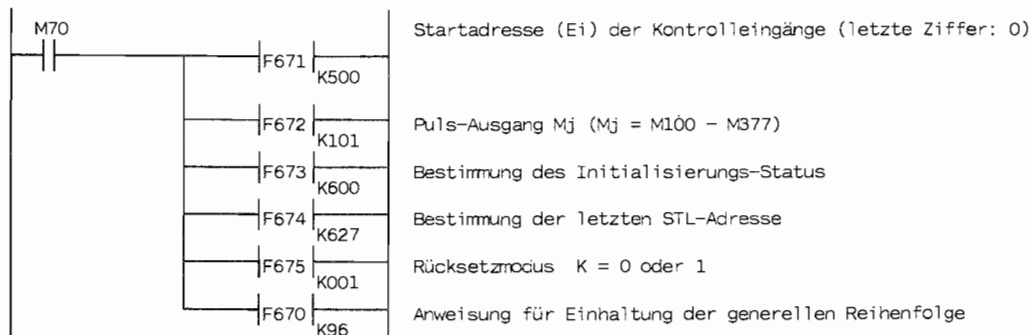 M70
Startadresse (Ei) der Kontrolleingänge (letzte Ziffer: 0)
F671
K500
F672
K101
Puls-Ausgang Mj (Mj = M100 - M377)
F673
K600
Bestimmung des Initialisierungs-Status
F674
K627
Bestimmung der letzten STL-Adresse
F675
K001
Rücksetzmodus K = 0 oder 1
F670
K96
Anweisung für Einhaltung der generellen Reihenfolge